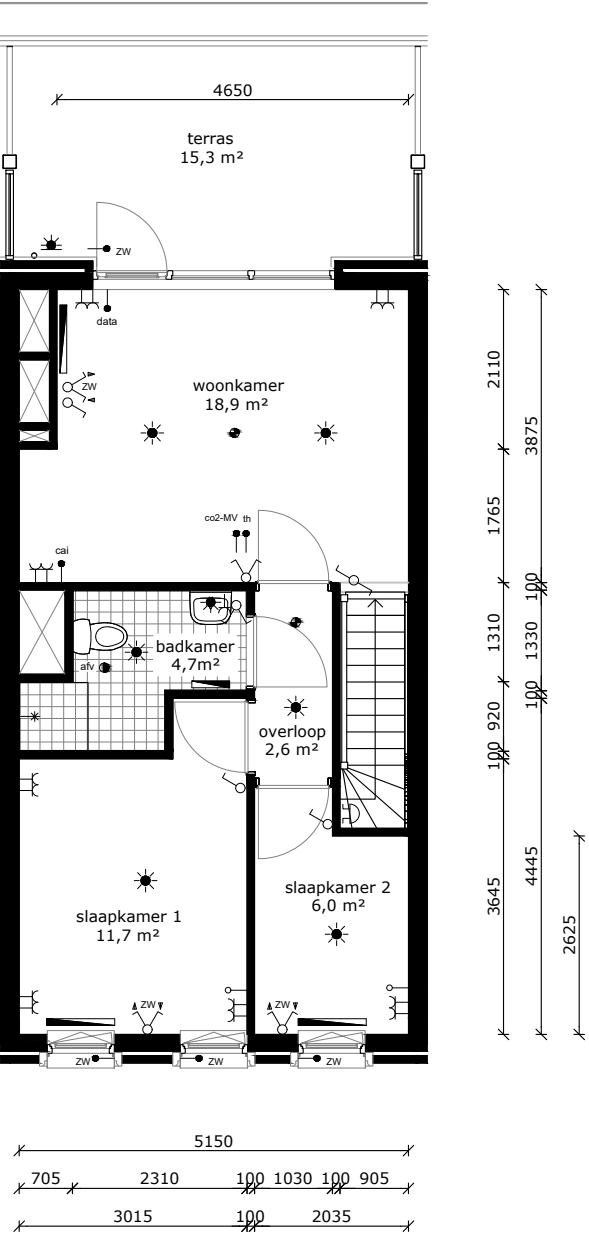 4650
terras
15,3 m²
ZW
data
woonkamer
18,9 m²
ZW
co2-MV th
cai
badkamer
4,7m²
afv
overloop
2,6 m²
slaapkamer 1
11,7 m²
slaapkamer 2
6,0 m²
ZW
ZW
ZW
ZW
ZW
2110
1765
1310
920
100
3645
3875
100
1330
100
4445
2625
5150
705 2310 100 1030 100 905
3015 100 2035